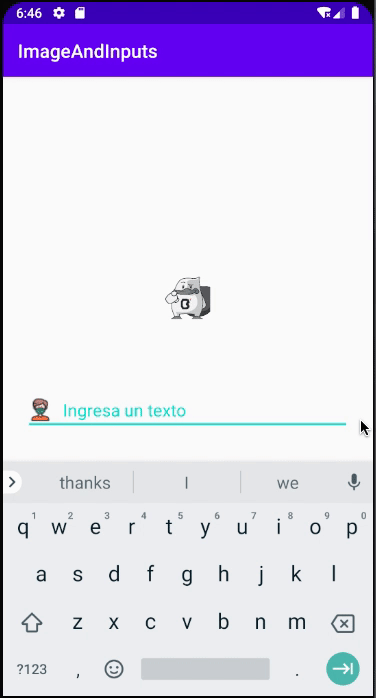 6:46
ImageAndInputs
B
Ingresa un texto
thanks I we
q1 w2 e3 r4 t5 y6 u7 i8 o9 p0
a s d f g h j k l
z x c v b n m
?123 , .